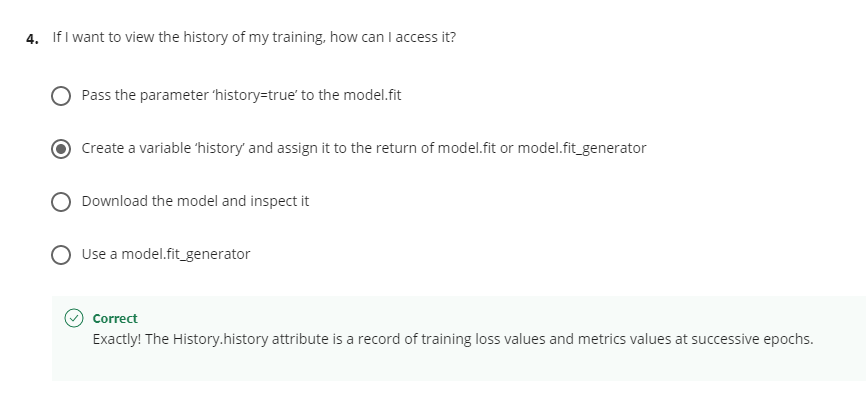 4. If I want to view the history of my training, how can I access it?
Pass the parameter ‘history=true’ to the model.fit
Create a variable ‘history’ and assign it to the return of model.fit or model.fit_generator
Download the model and inspect it
Use a model.fit_generator
Correct
Exactly! The History.history attribute is a record of training loss values and metrics values at successive epochs.